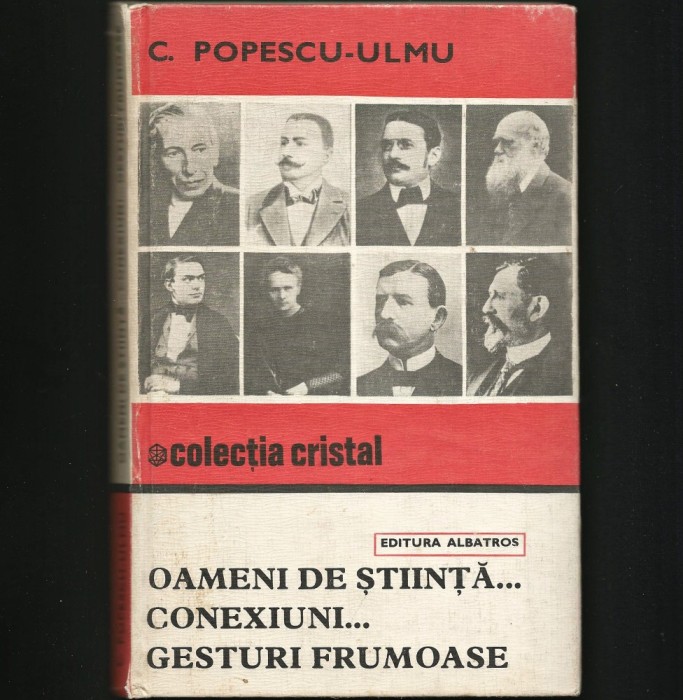 C. POPESCU-ULMU
colecția cristal
EDITURA ALBATROS
OAMENI DE ȘTIINȚĂ...
CONEXIUNI...
GESTURI FRUMOASE